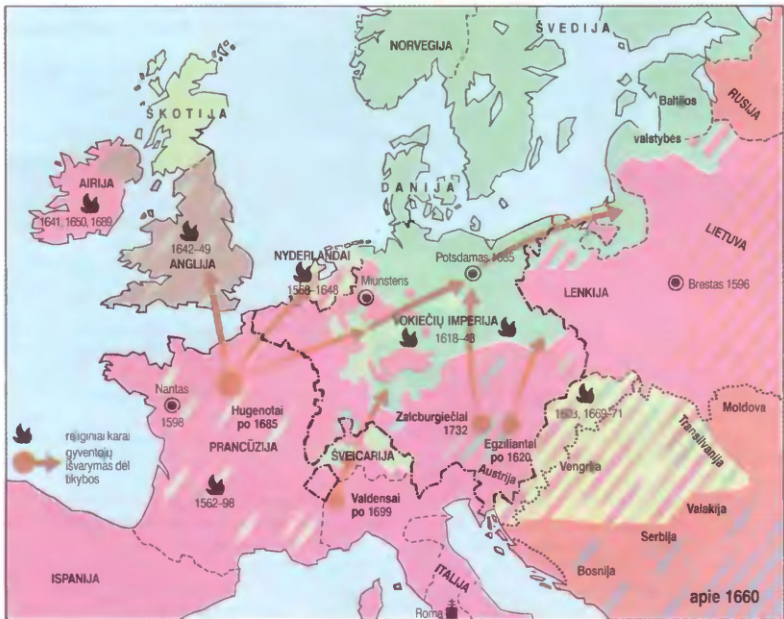 NORVEGIJA
ŠVEDIJA
RUSIJA
Baltijos
valstybės
ŠKOTIJA
AIRIJA
1641, 1650, 1689
DANIJA
1642–49
ANGLIJA
NYDERLANDAI
1568–1648
Miunsteris
Potsdamas 1685
LIETUVA
LENKIJA
Brestas 1596
VOKIEČIŲ IMPERIJA
1618–48
Nantas
1598
Hugenotai
po 1685
PRANCŪZIJA
1562–98
Zalcburgiečiai
1732
Egziliantai
po 1620
1603, 1669–71
Moldova
Transilvanija
Vengrija
Austrija
ŠVEICARIJA
Valdensai
po 1699
Valakija
Serbija
Bosnija
ISPANIJA
ITALIJA
Roma
religiniai karai
gyventojų
išvarymas dėl
tikybos
apie 1660